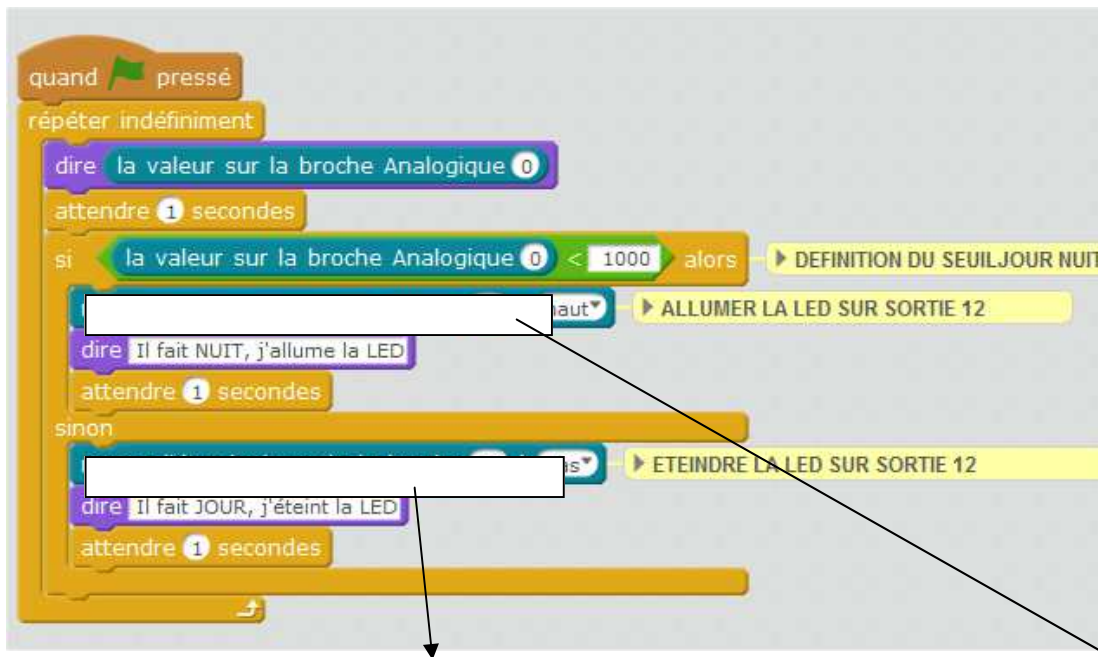 quand pressé
répéter indéfiniment
dire la valeur sur la broche Analogique 0
attendre 1 secondes
si la valeur sur la broche Analogique 0 < 1000 alors DEFINITION DU SEUILJOUR NUIT
ALLUMER LA LED SUR SORTIE 12
dire Il fait NUIT, j'allume la LED
attendre 1 secondes
sinon
ETEINDRE LA LED SUR SORTIE 12
dire Il fait JOUR, j'éteint la LED
attendre 1 secondes